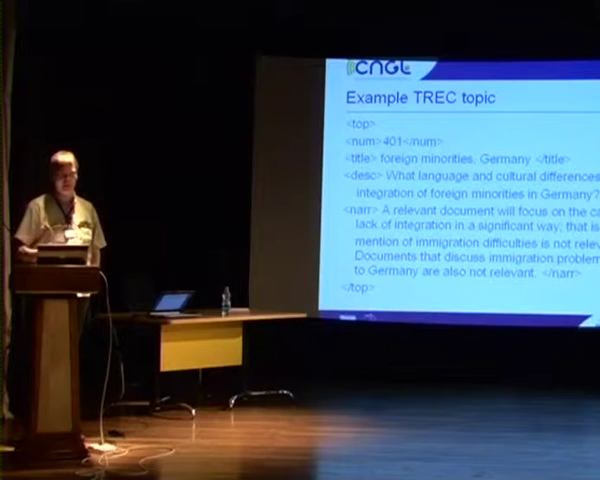 CNGL
Example TREC topic
<top>
<num>401</num>
<title> foreign minorities, Germany </title>
<desc> What language and cultural differences
integration of foreign minorities in Germany?
<narr> A relevant document will focus on the
lack of integration in a significant way; that is
mention of immigration difficulties is not
Documents that discuss immigration
to Germany are also not relevant. </narr>
</top>